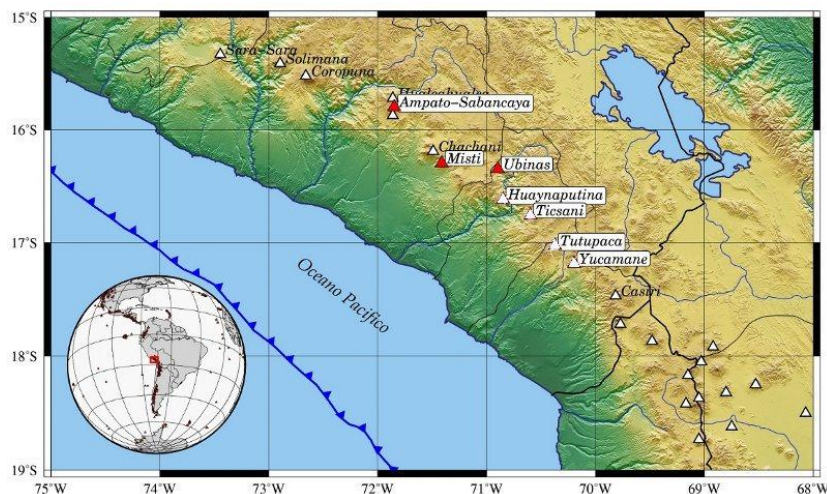 15°S
Sara-Sara
Solimana
Coropuna
Hualcahualca
Ampato-Sabancaya
16°S
Chachani
Misti
Ubinas
Huaynaputina
Ticsani
17°S
Tutupaca
Yucamane
Oceano Pacifico
Casiri
18°S
19°S
75°W
74°W
73°W
72°W
71°W
70°W
69°W
68°W